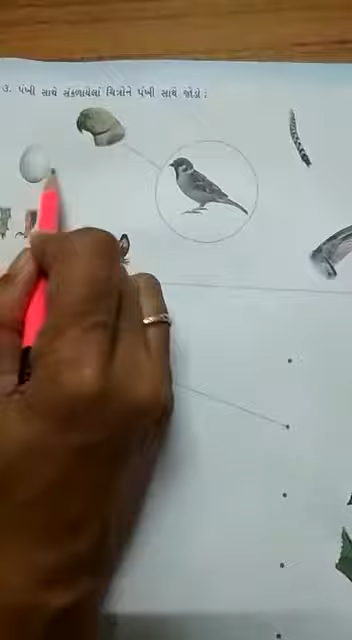 ૩. પંખી સાથે સંકળાયેલાં ચિત્રોને પંખી સાથે જોડો :